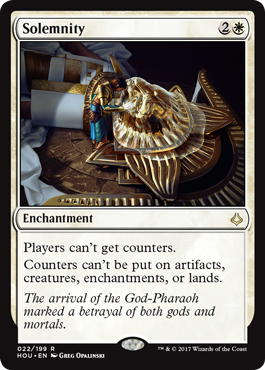 Solemnity 2
Enchantment
Players can't get counters.
Counters can't be put on artifacts,
creatures, enchantments, or lands.
The arrival of the God-Pharaoh
marked a betrayal of both gods and
mortals.
022/199 R
HOU • EN GREG OPALINSKI ™ & © 2017 Wizards of the Coast